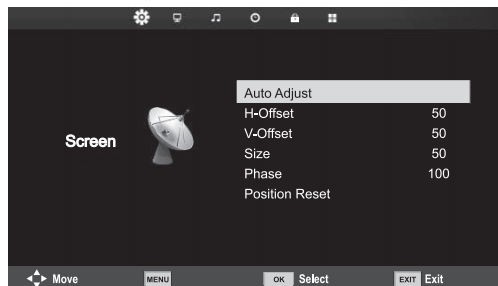 Auto Adjust
H-Offset 50
V-Offset 50
Screen
Size 50
Phase 100
Position Reset
Move MENU OK Select EXIT Exit